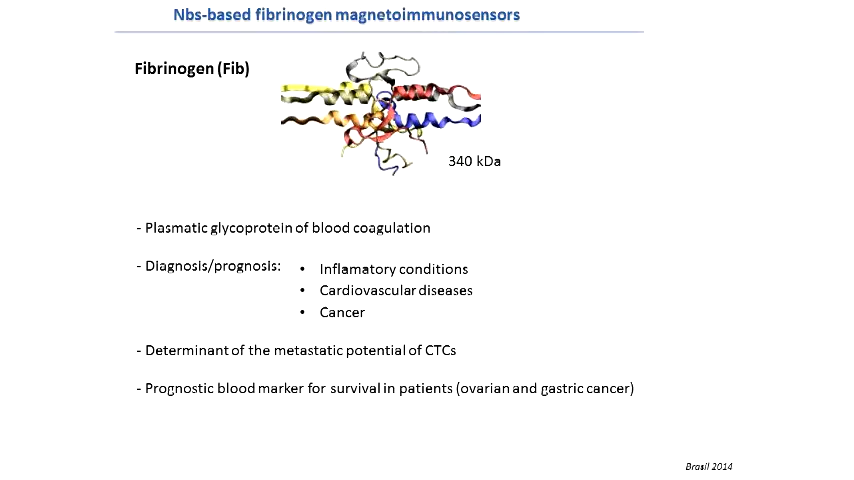 Nbs-based fibrinogen magnetoimmunosensors
Fibrinogen (Fib)
340 kDa
- Plasmatic glycoprotein of blood coagulation
- Diagnosis/prognosis:
• Inflamatory conditions
• Cardiovascular diseases
• Cancer
- Determinant of the metastatic potential of CTCs
- Prognostic blood marker for survival in patients (ovarian and gastric cancer)
Brasil 2014